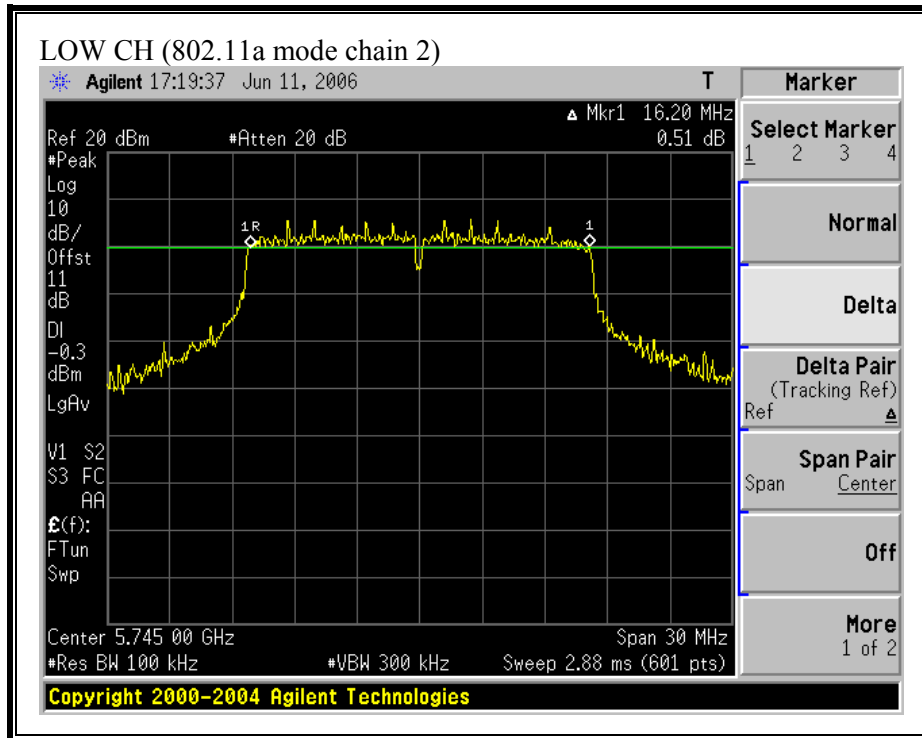 LOW CH (802.11a mode chain 2)
Agilent 17:19:37 Jun 11, 2006 T
Δ Mkr1 16.20 MHz
Ref 20 dBm #Atten 20 dB 0.51 dB
#Peak
Log
10
dB/
Offst
11
dB
DI
-0.3
dBm
LgAv
V1 S2
S3 FC
AA
£(f):
FTun
Swp
1R
1
Center 5.745 00 GHz Span 30 MHz
#Res BW 100 kHz #VBW 300 kHz Sweep 2.88 ms (601 pts)
Copyright 2000-2004 Agilent Technologies
Marker
Select Marker
1 2 3 4
Normal
Delta
Delta Pair
(Tracking Ref)
Ref Δ
Span Pair
Span Center
Off
More
1 of 2